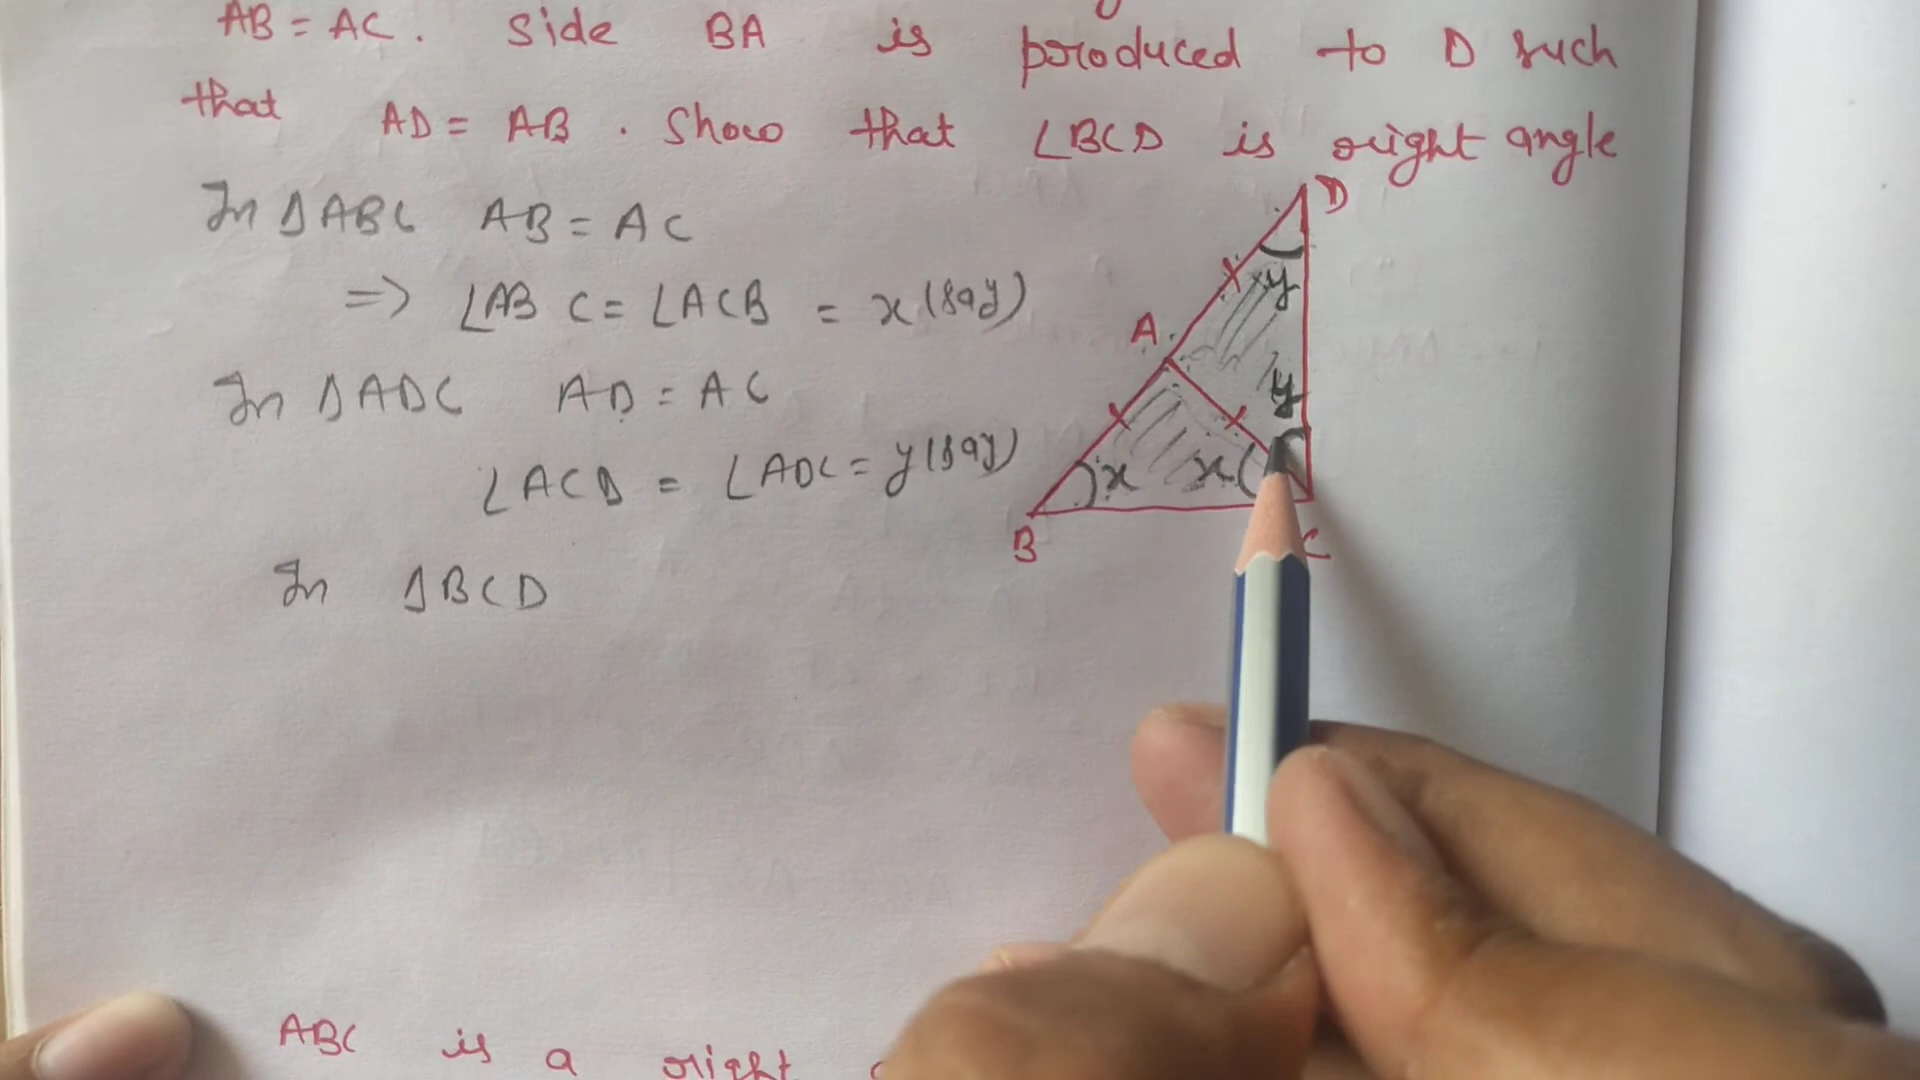 AB = AC. Side BA is produced to D such
that AD = AB. Show that ∠BCD is right angle
In ΔABC AB = AC
=> ∠ABC = ∠ACB = x (say)
In ΔADC AD = AC
∠ACD = ∠ADC = y (say)
In ΔBCD
D
y
A
y
x
x
B
C
ABC is a right